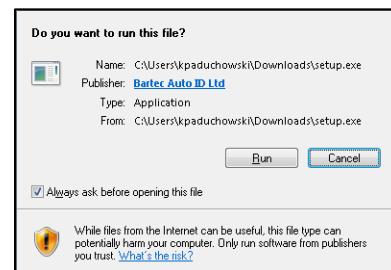 Do you want to run this file?
Name: C:\Users\kpaduchowski\Downloads\setup.exe
Publisher: Bartec Auto ID Ltd
Type: Application
From: C:\Users\kpaduchowski\Downloads\setup.exe
Run Cancel
Always ask before opening this file
While files from the Internet can be useful, this file type can
potentially harm your computer. Only run software from publishers
you trust. What's the risk?